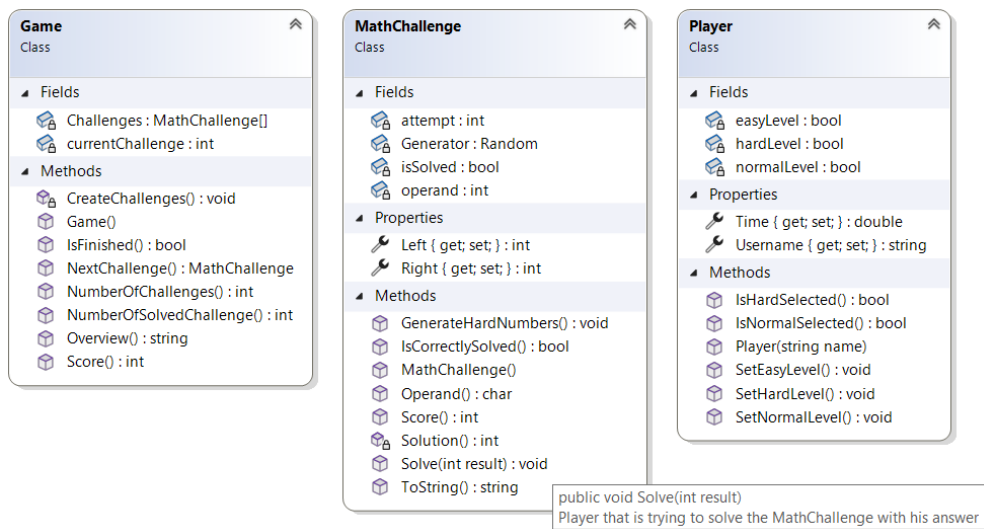 Game
Class
Fields
Challenges : MathChallenge[]
currentChallenge : int
Methods
CreateChallenges() : void
Game()
IsFinished() : bool
NextChallenge() : MathChallenge
NumberOfChallenges() : int
NumberOfSolvedChallenge() : int
Overview() : string
Score() : int
MathChallenge
Class
Fields
attempt : int
Generator : Random
isSolved : bool
operand : int
Properties
Left { get; set; } : int
Right { get; set; } : int
Methods
GenerateHardNumbers() : void
IsCorrectlySolved() : bool
MathChallenge()
Operand() : char
Score() : int
Solution() : int
Solve(int result) : void
ToString() : string
Player
Class
Fields
easyLevel : bool
hardLevel : bool
normalLevel : bool
Properties
Time { get; set; } : double
Username { get; set; } : string
Methods
IsHardSelected() : bool
IsNormalSelected() : bool
Player(string name)
SetEasyLevel() : void
SetHardLevel() : void
SetNormalLevel() : void
public void Solve(int result)
Player that is trying to solve the MathChallenge with his answer